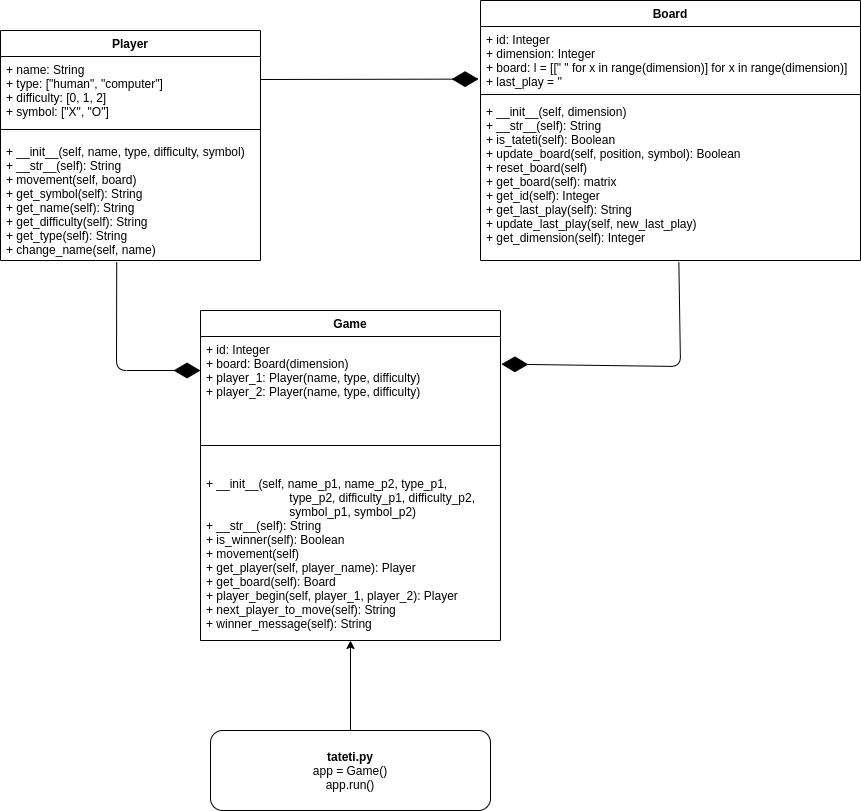 Player
+ name: String
+ type: ["human", "computer"]
+ difficulty: [0, 1, 2]
+ symbol: ["X", "O"]
+ __init__(self, name, type, difficulty, symbol)
+ __str__(self): String
+ movement(self, board)
+ get_symbol(self): String
+ get_name(self): String
+ get_difficulty(self): String
+ get_type(self): String
+ change_name(self, name)
Board
+ id: Integer
+ dimension: Integer
+ board: l = [[" " for x in range(dimension)] for x in range(dimension)]
+ last_play = ''
+ __init__(self, dimension)
+ __str__(self): String
+ is_tateti(self): Boolean
+ update_board(self, position, symbol): Boolean
+ reset_board(self)
+ get_board(self): matrix
+ get_id(self): Integer
+ get_last_play(self): String
+ update_last_play(self, new_last_play)
+ get_dimension(self): Integer
Game
+ id: Integer
+ board: Board(dimension)
+ player_1: Player(name, type, difficulty)
+ player_2: Player(name, type, difficulty)
+ __init__(self, name_p1, name_p2, type_p1,
type_p2, difficulty_p1, difficulty_p2,
symbol_p1, symbol_p2)
+ __str__(self): String
+ is_winner(self): Boolean
+ movement(self)
+ get_player(self, player_name): Player
+ get_board(self): Board
+ player_begin(self, player_1, player_2): Player
+ next_player_to_move(self): String
+ winner_message(self): String
tateti.py
app = Game()
app.run()